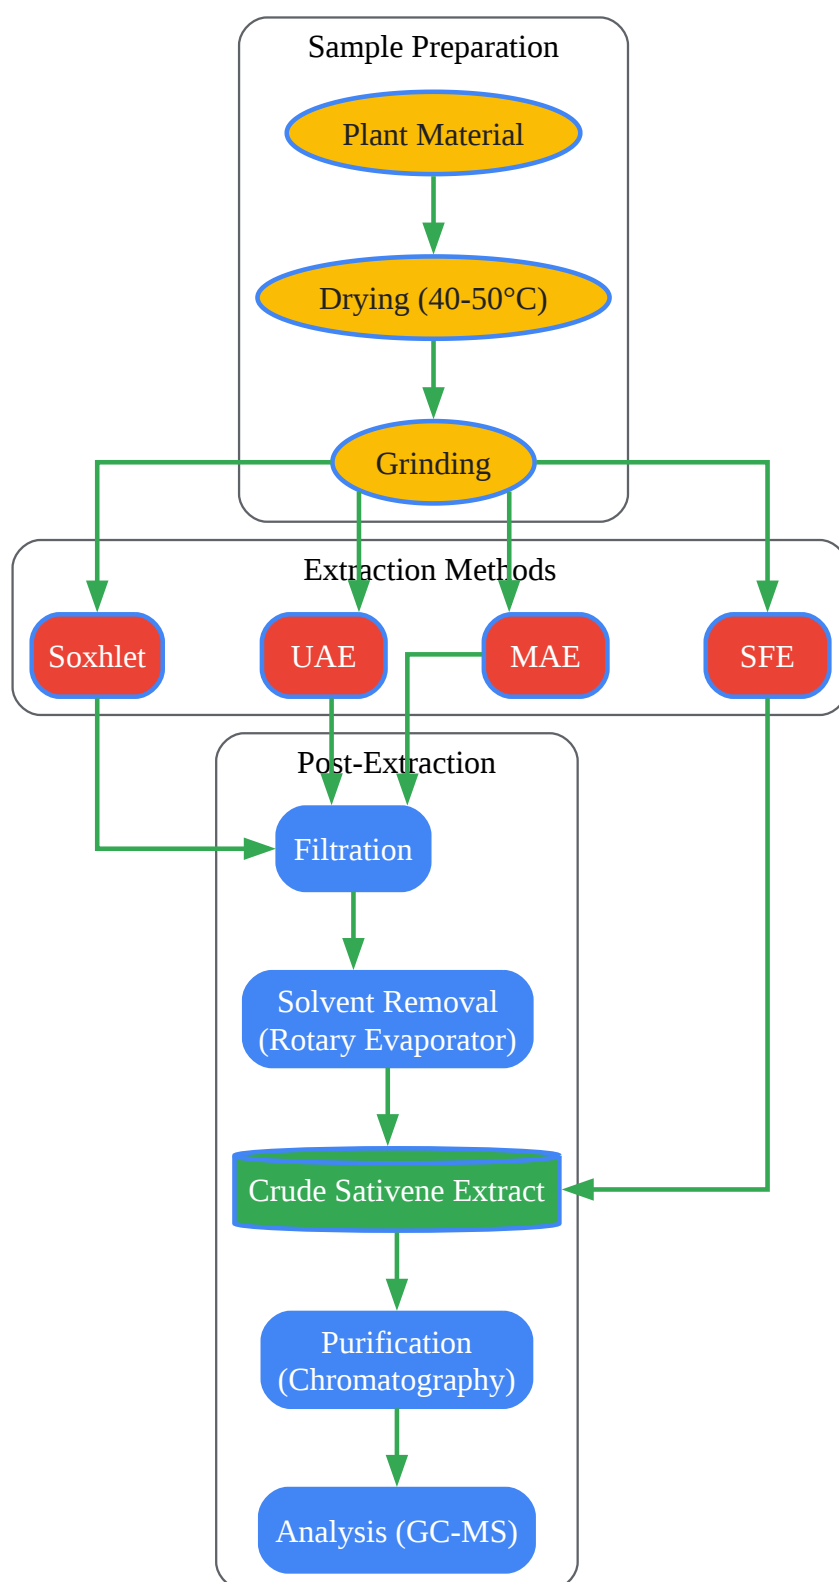 Sample Preparation
Plant Material
Drying (40-50°C)
Grinding
Extraction Methods
Soxhlet
UAE
MAE
SFE
Post-Extraction
Filtration
Solvent Removal
(Rotary Evaporator)
Crude Sativene Extract
Purification
(Chromatography)
Analysis (GC-MS)